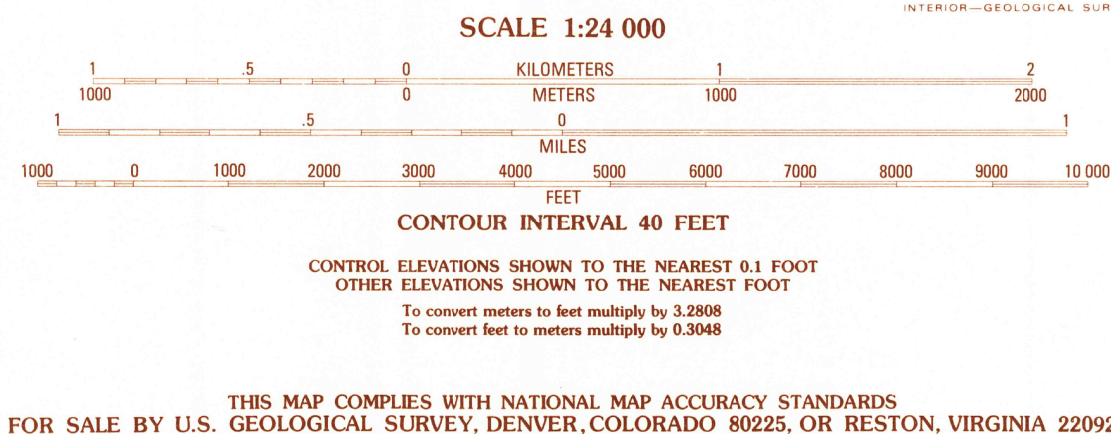 INTERIOR—GEOLOGICAL SUR
SCALE 1:24 000
1 .5 0 KILOMETERS 1 2
1000 0 METERS 1000 2000
1 .5 0 1
MILES
1000 0 1000 2000 3000 4000 5000 6000 7000 8000 9000 10 000
FEET
CONTOUR INTERVAL 40 FEET
CONTROL ELEVATIONS SHOWN TO THE NEAREST 0.1 FOOT
OTHER ELEVATIONS SHOWN TO THE NEAREST FOOT
To convert meters to feet multiply by 3.2808
To convert feet to meters multiply by 0.3048
THIS MAP COMPLIES WITH NATIONAL MAP ACCURACY STANDARDS
FOR SALE BY U.S. GEOLOGICAL SURVEY, DENVER, COLORADO 80225, OR RESTON, VIRGINIA 22092